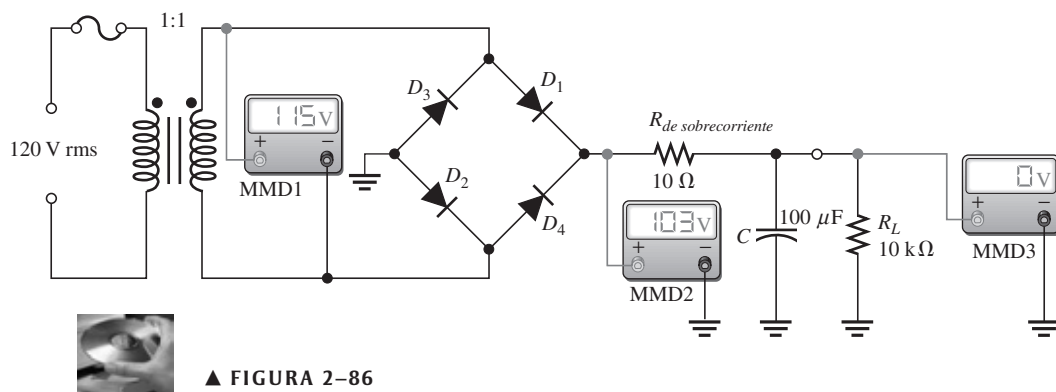 1:1
120 V rms
115V
+ −
MMD1
D3
D1
D2
D4
R de sobrecorriente
10 Ω
103V
+ −
MMD2
C
100 μF
RL
10 kΩ
0V
+ −
MMD3
▲ FIGURA 2–86